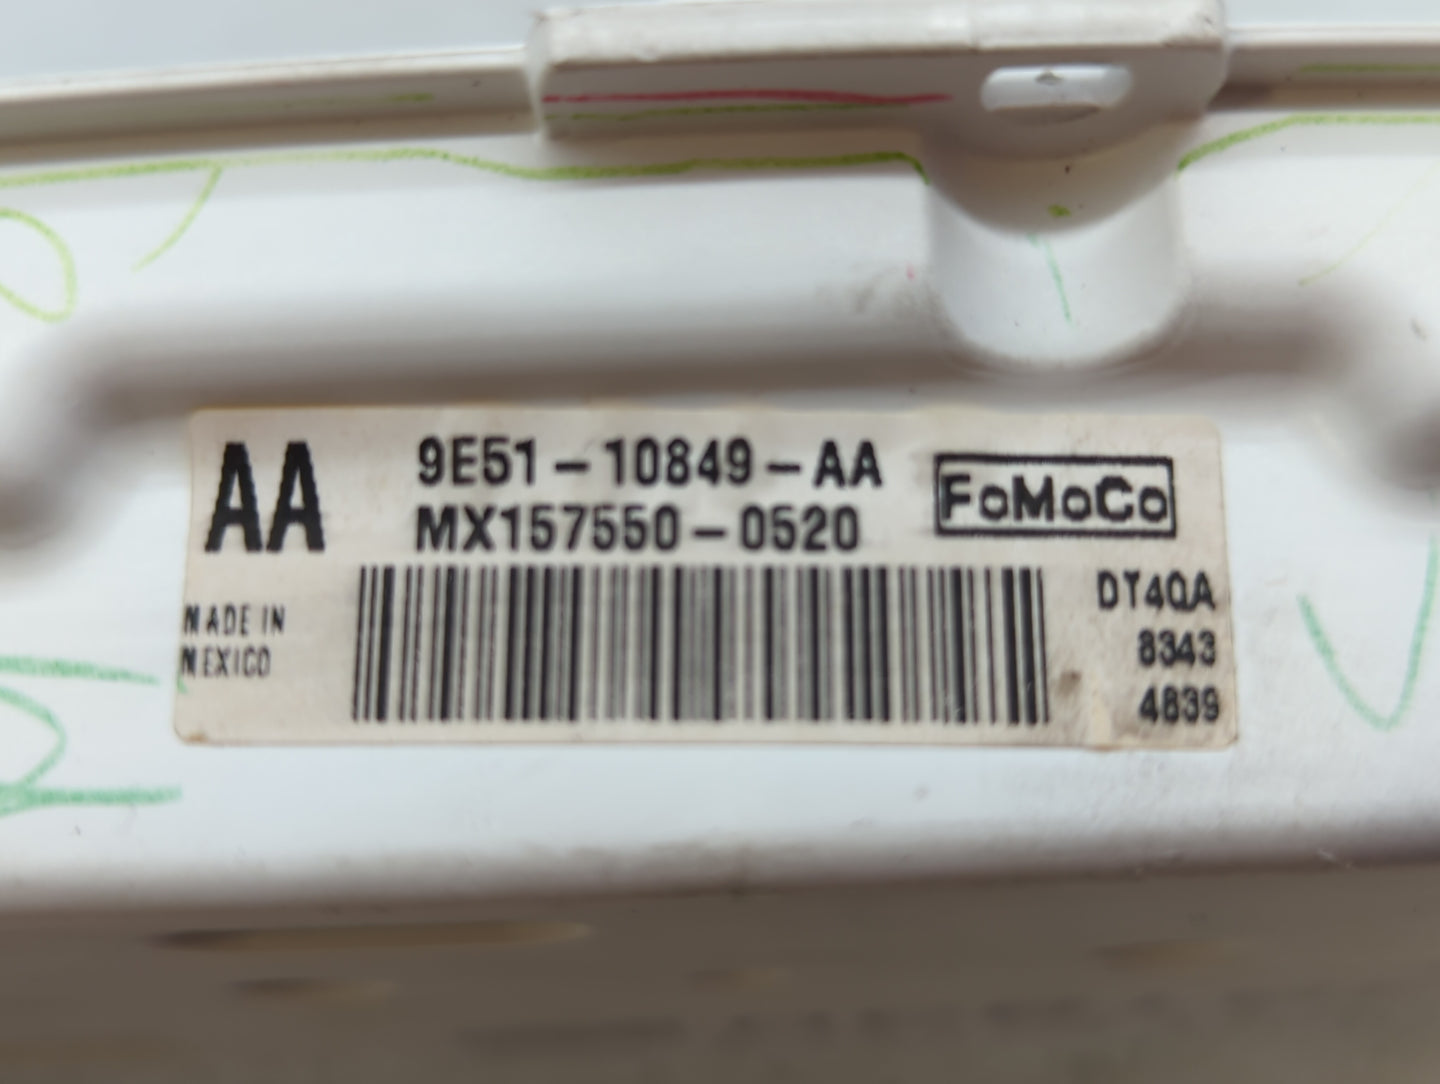 AA
9E51-10849-AA
MX157550-0520
FoMoCo
MADE IN
MEXICO
DT4QA
8343
4839